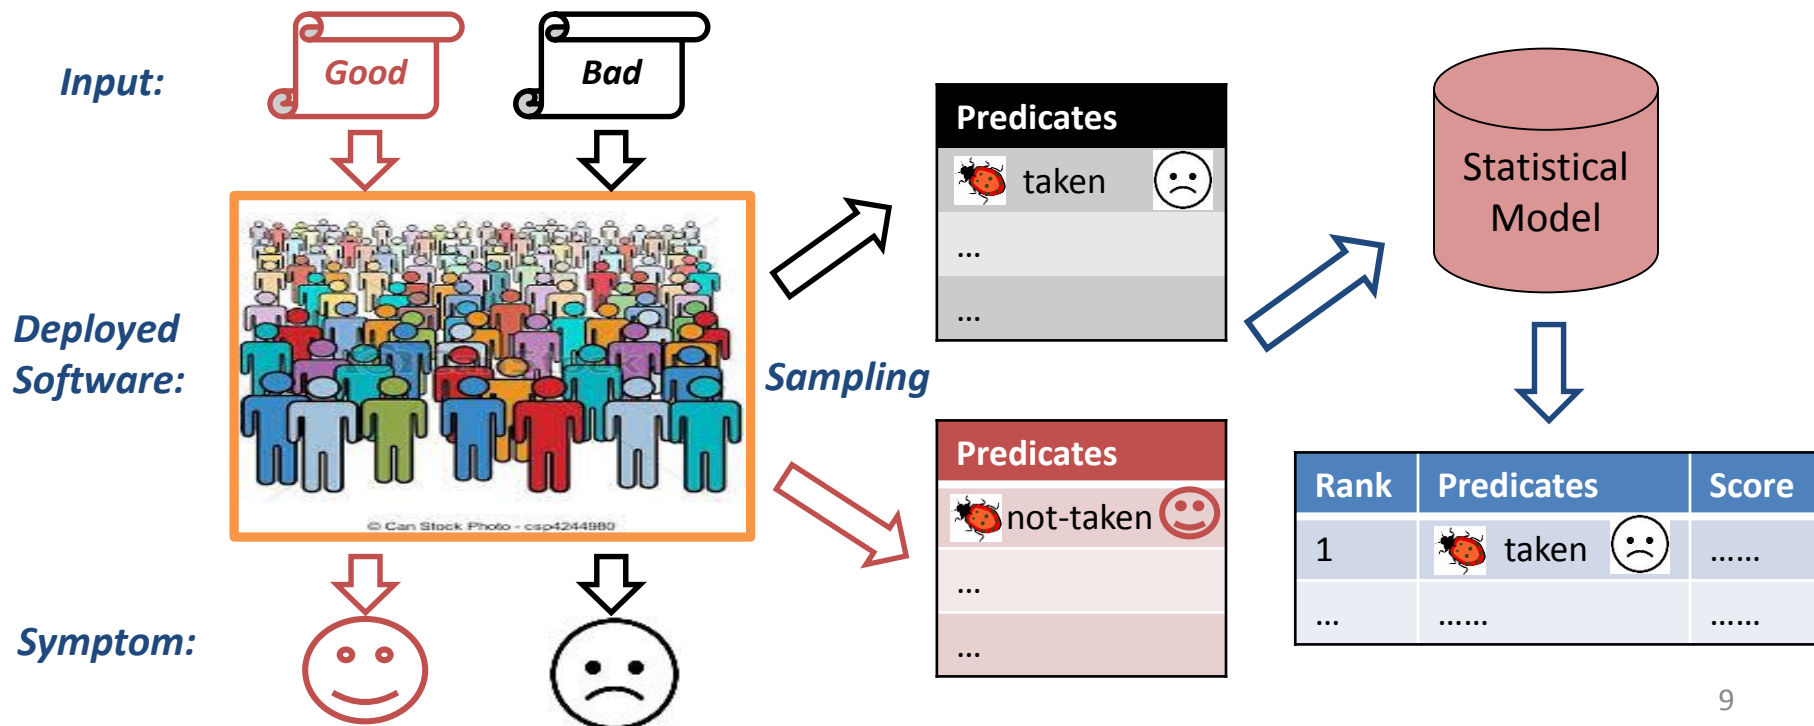 Input:
Good
Bad
Deployed
Software:
© Can Stock Photo - csp4244980
Symptom:
Sampling
Predicates
taken
...
...
Predicates
not-taken
...
...
Statistical
Model
Rank Predicates Score
1 taken ......
... ...... ......
9